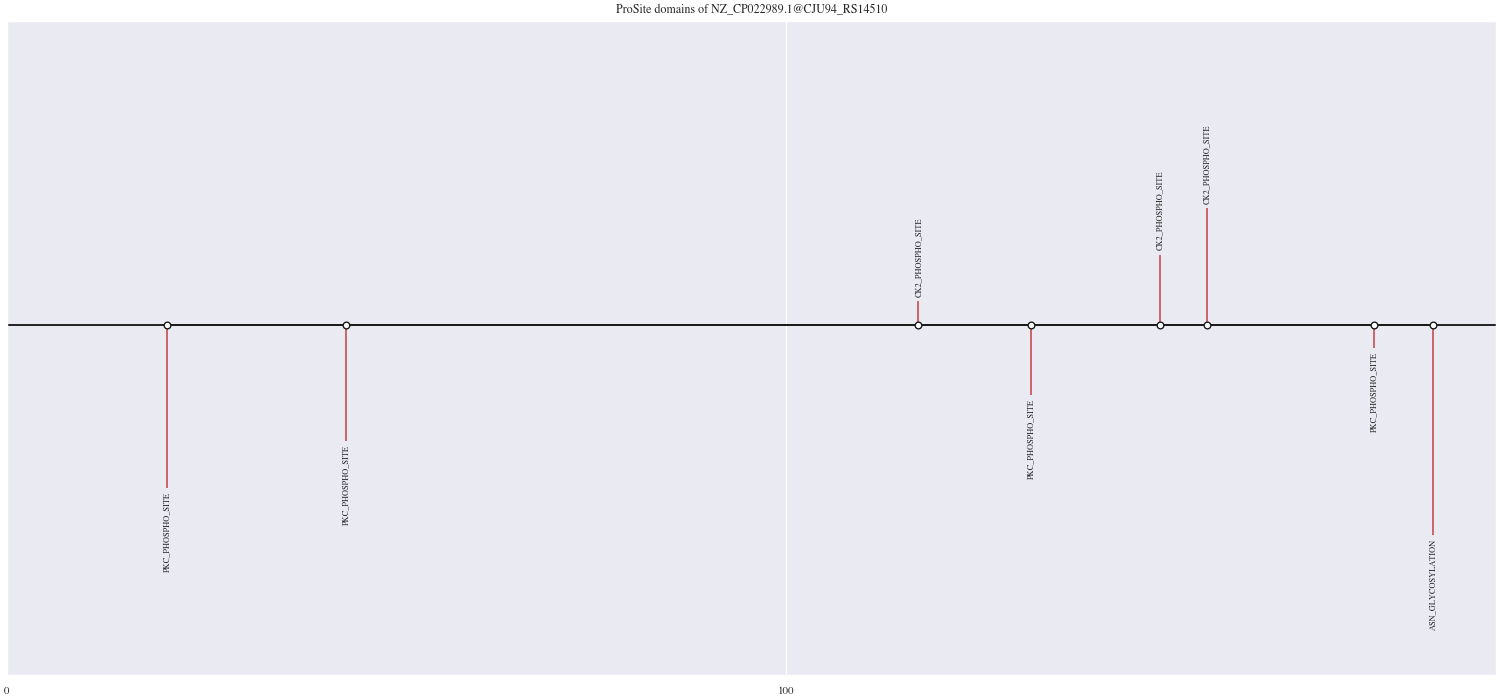 ProSite domains of NZ_CP022989.1@CJU94_RS14510
CK2_PHOSPHO_SITE
CK2_PHOSPHO_SITE
CK2_PHOSPHO_SITE
PKC_PHOSPHO_SITE
PKC_PHOSPHO_SITE
PKC_PHOSPHO_SITE
PKC_PHOSPHO_SITE
ASN_GLYCOSYLATION
0
100